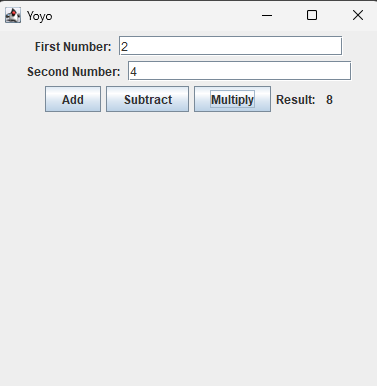 Yoyo
First Number: 2
Second Number: 4
Add Subtract Multiply Result: 8